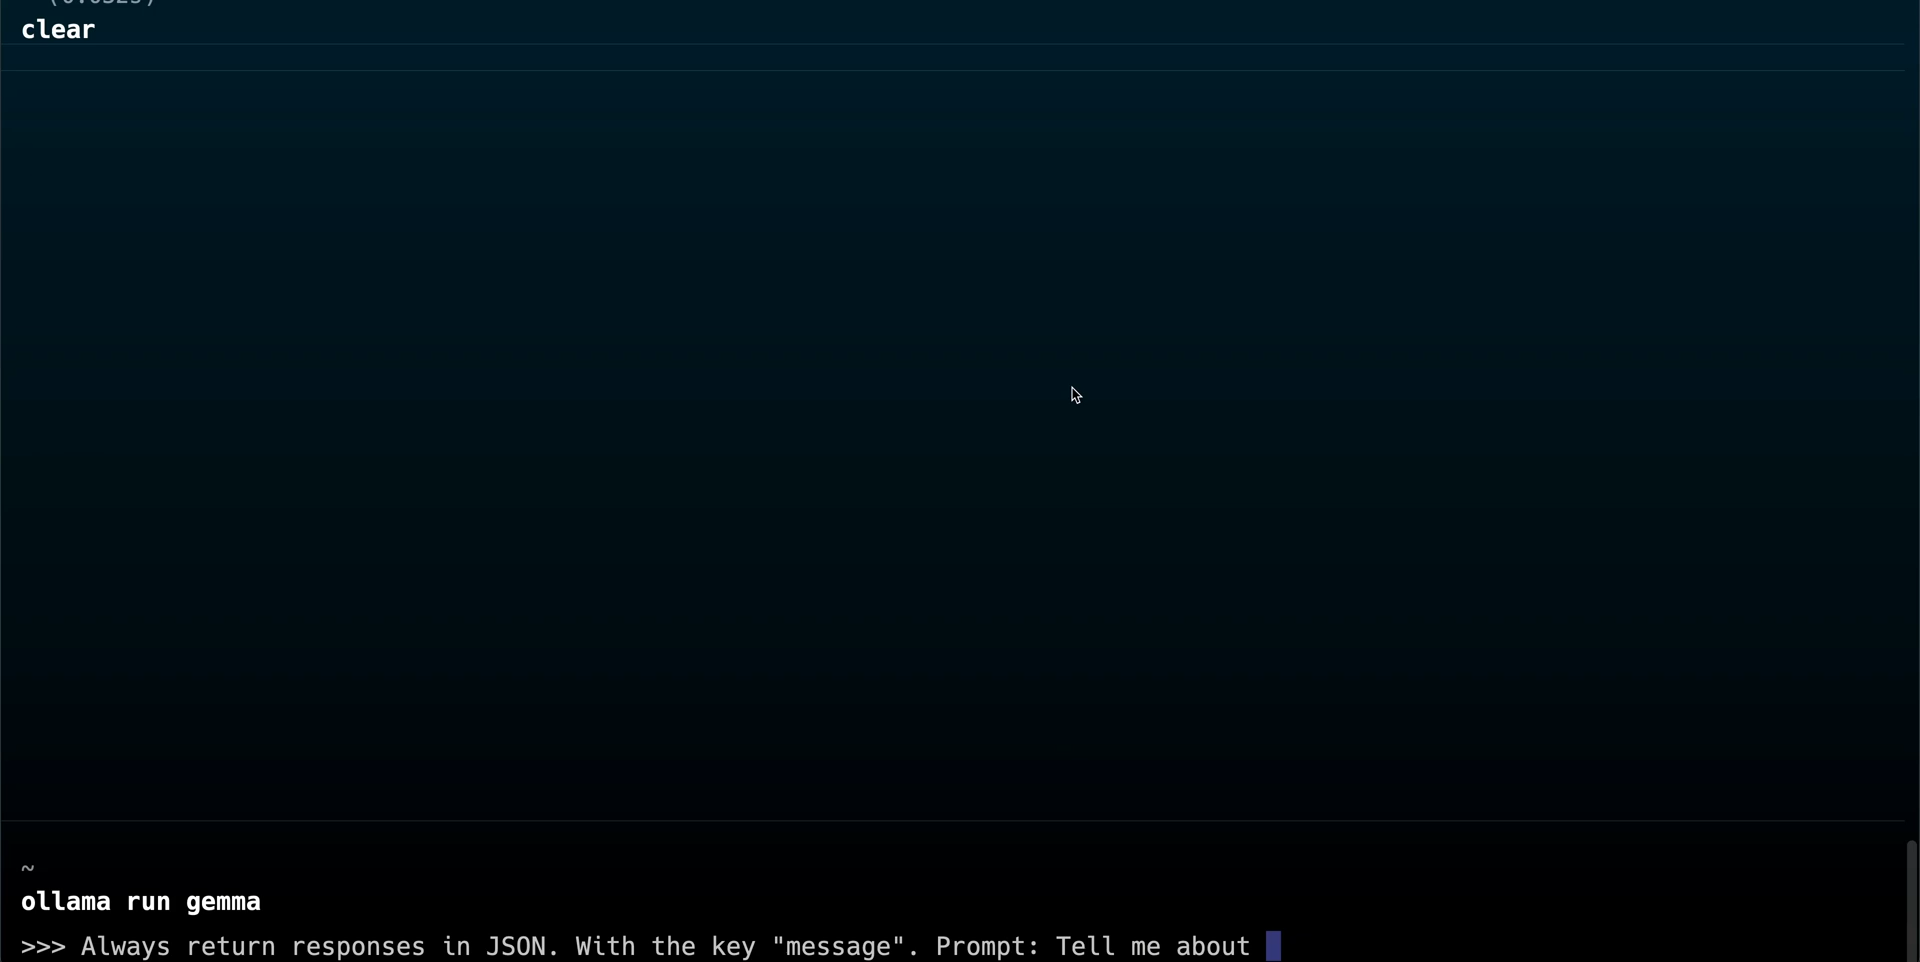 clear
~
ollama run gemma
>>> Always return responses in JSON. With the key "message". Prompt: Tell me about